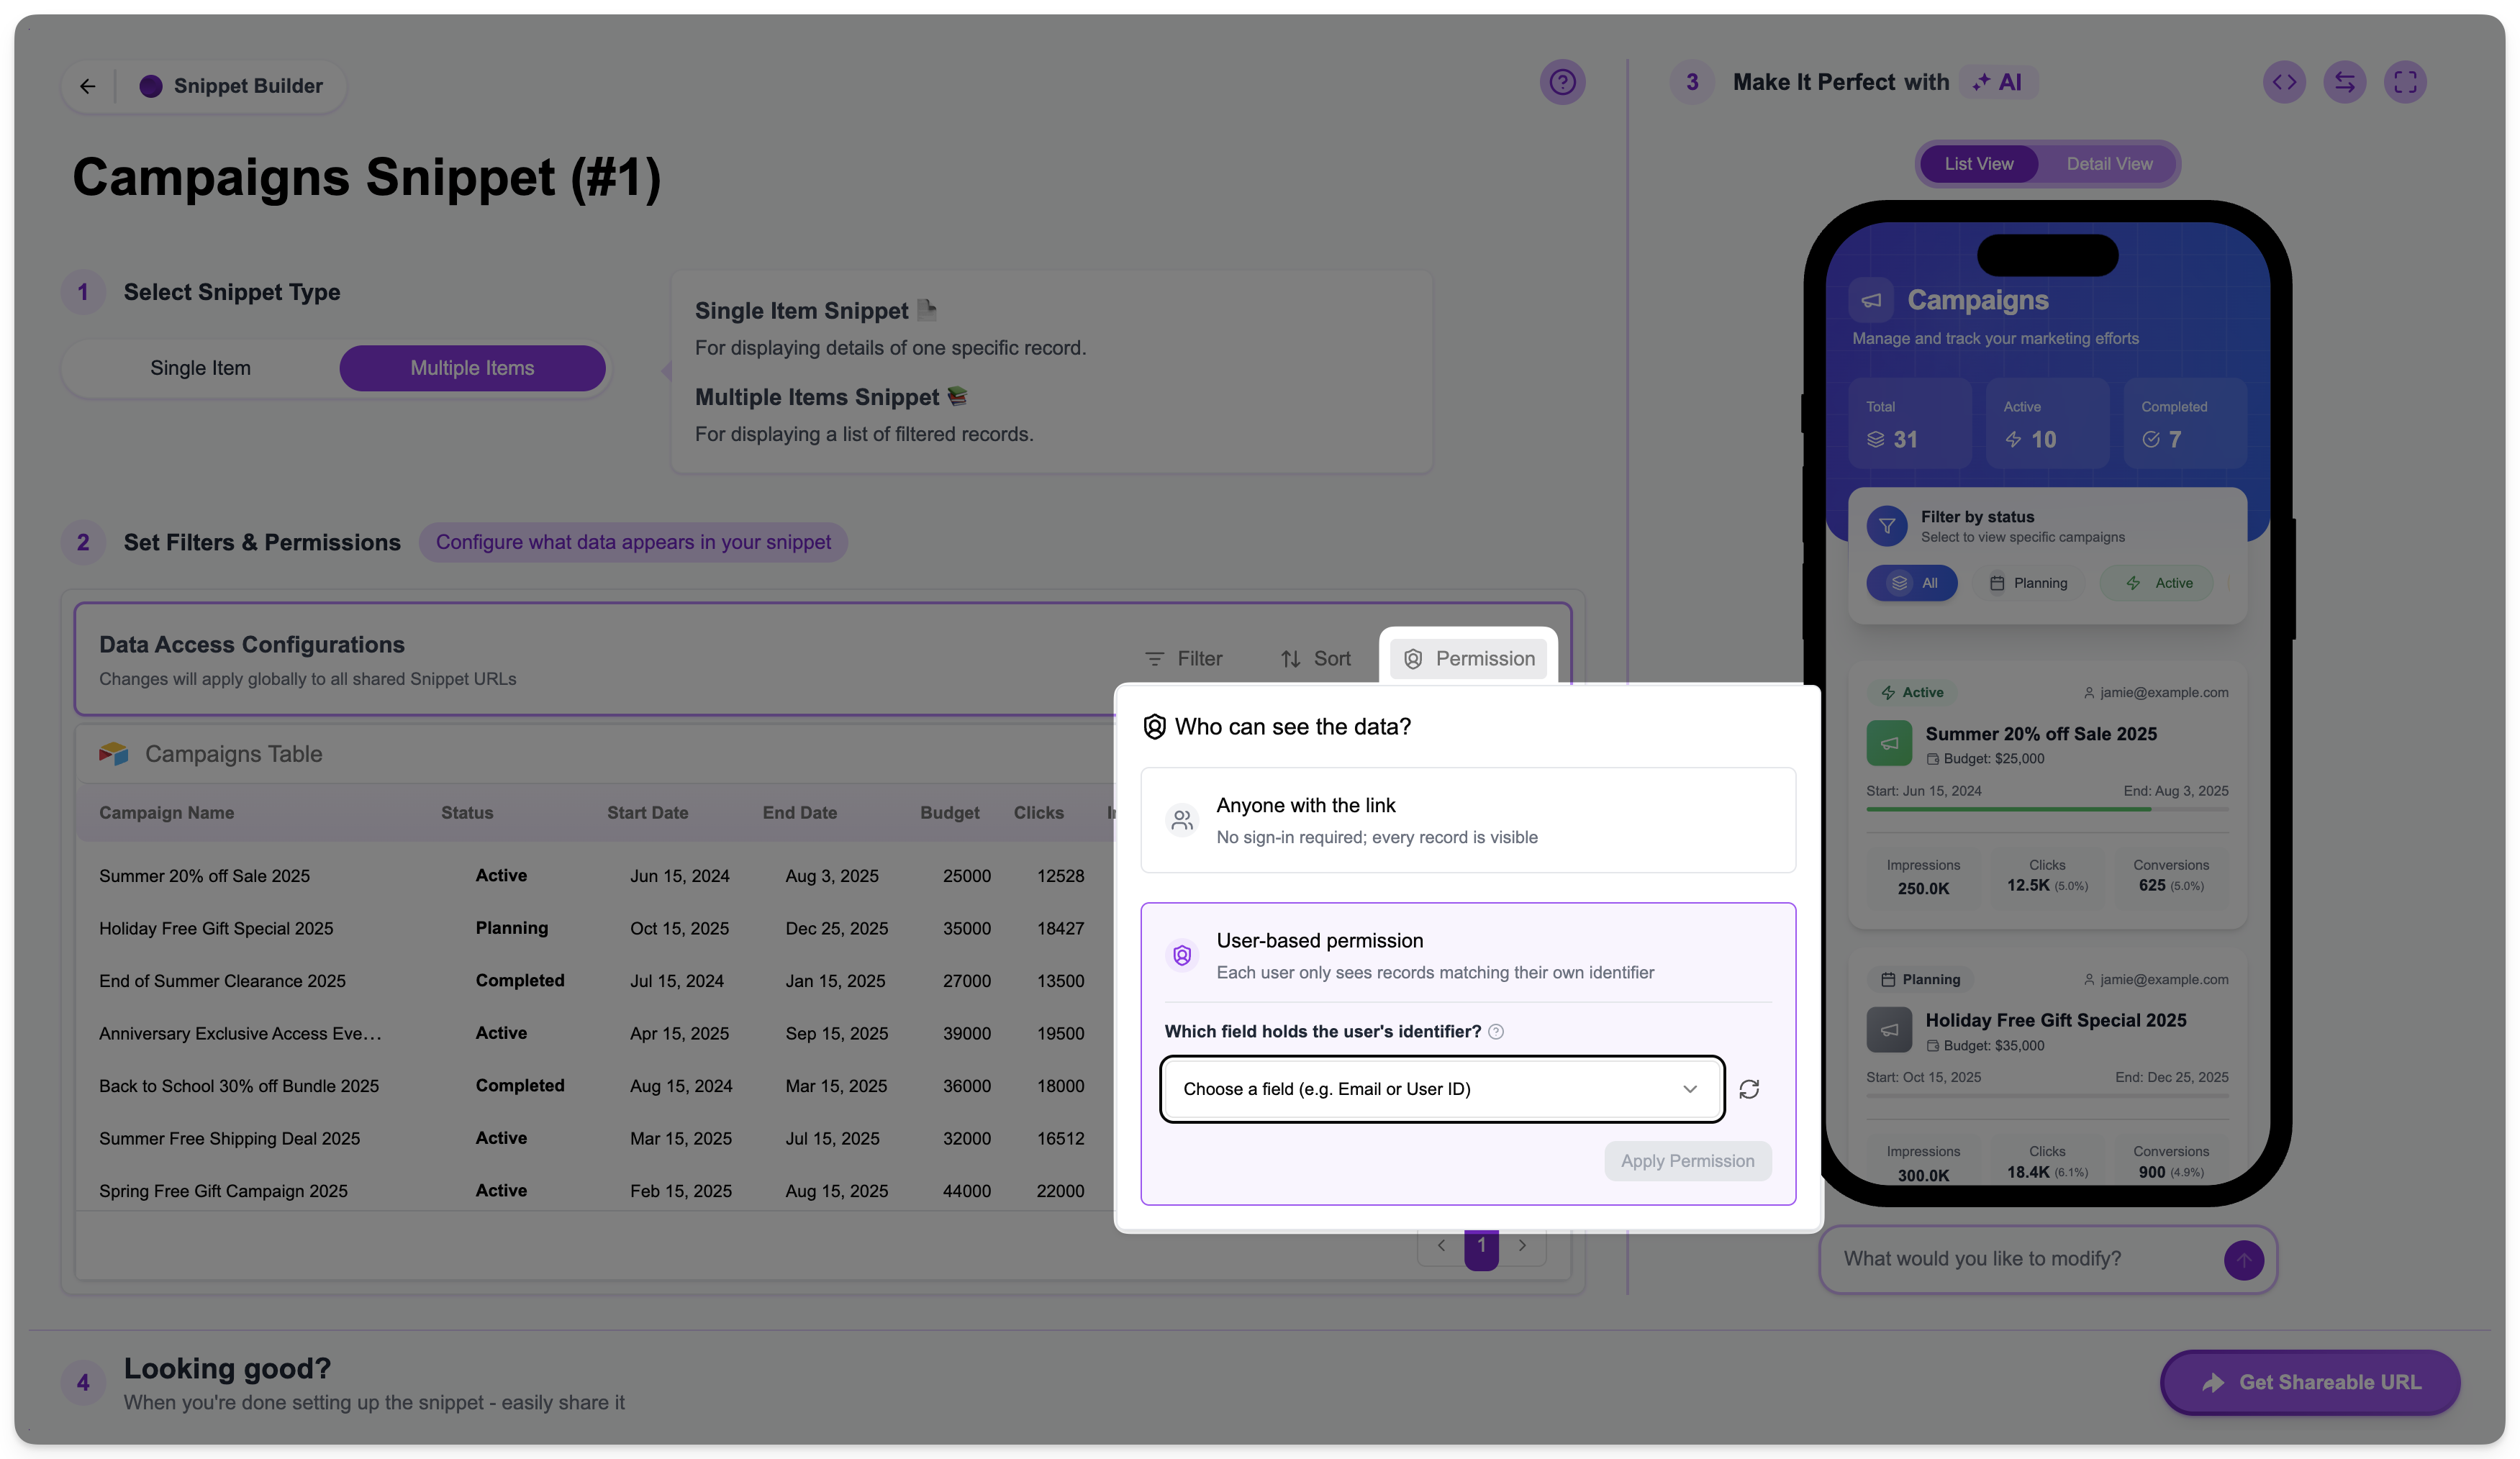 Snippet Builder
Campaigns Snippet (#1)
1 Select Snippet Type
Single Item
Multiple Items
Single Item Snippet
For displaying details of one specific record.
Multiple Items Snippet
For displaying a list of filtered records.
2 Set Filters & Permissions Configure what data appears in your snippet
Data Access Configurations
Changes will apply globally to all shared Snippet URLs
Filter Sort Permission
Campaigns Table
Campaign Name Status Start Date End Date Budget Clicks
Summer 20% off Sale 2025 Active Jun 15, 2024 Aug 3, 2025 25000 12528
Holiday Free Gift Special 2025 Planning Oct 15, 2025 Dec 25, 2025 35000 18427
End of Summer Clearance 2025 Completed Jul 15, 2024 Jan 15, 2025 27000 13500
Anniversary Exclusive Access Eve... Active Apr 15, 2025 Sep 15, 2025 39000 19500
Back to School 30% off Bundle 2025 Completed Aug 15, 2024 Mar 15, 2025 36000 18000
Summer Free Shipping Deal 2025 Active Mar 15, 2025 Jul 15, 2025 32000 16512
Spring Free Gift Campaign 2025 Active Feb 15, 2025 Aug 15, 2025 44000 22000
1
Who can see the data?
Anyone with the link
No sign-in required; every record is visible
User-based permission
Each user only sees records matching their own identifier
Which field holds the user's identifier?
Choose a field (e.g. Email or User ID)
Apply Permission
3 Make It Perfect with AI
List View Detail View
Campaigns
Manage and track your marketing efforts
Total Active Completed
31 10 7
Filter by status
Select to view specific campaigns
All Planning Active
Active jamie@example.com
Summer 20% off Sale 2025
Budget: $25,000
Start: Jun 15, 2024 End: Aug 3, 2025
Impressions Clicks Conversions
250.0K 12.5K (5.0%) 625 (5.0%)
Planning jamie@example.com
Holiday Free Gift Special 2025
Budget: $35,000
Start: Oct 15, 2025 End: Dec 25, 2025
Impressions Clicks Conversions
300.0K 18.4K (6.1%) 900 (4.9%)
What would you like to modify?
4 Looking good?
When you're done setting up the snippet - easily share it
Get Shareable URL